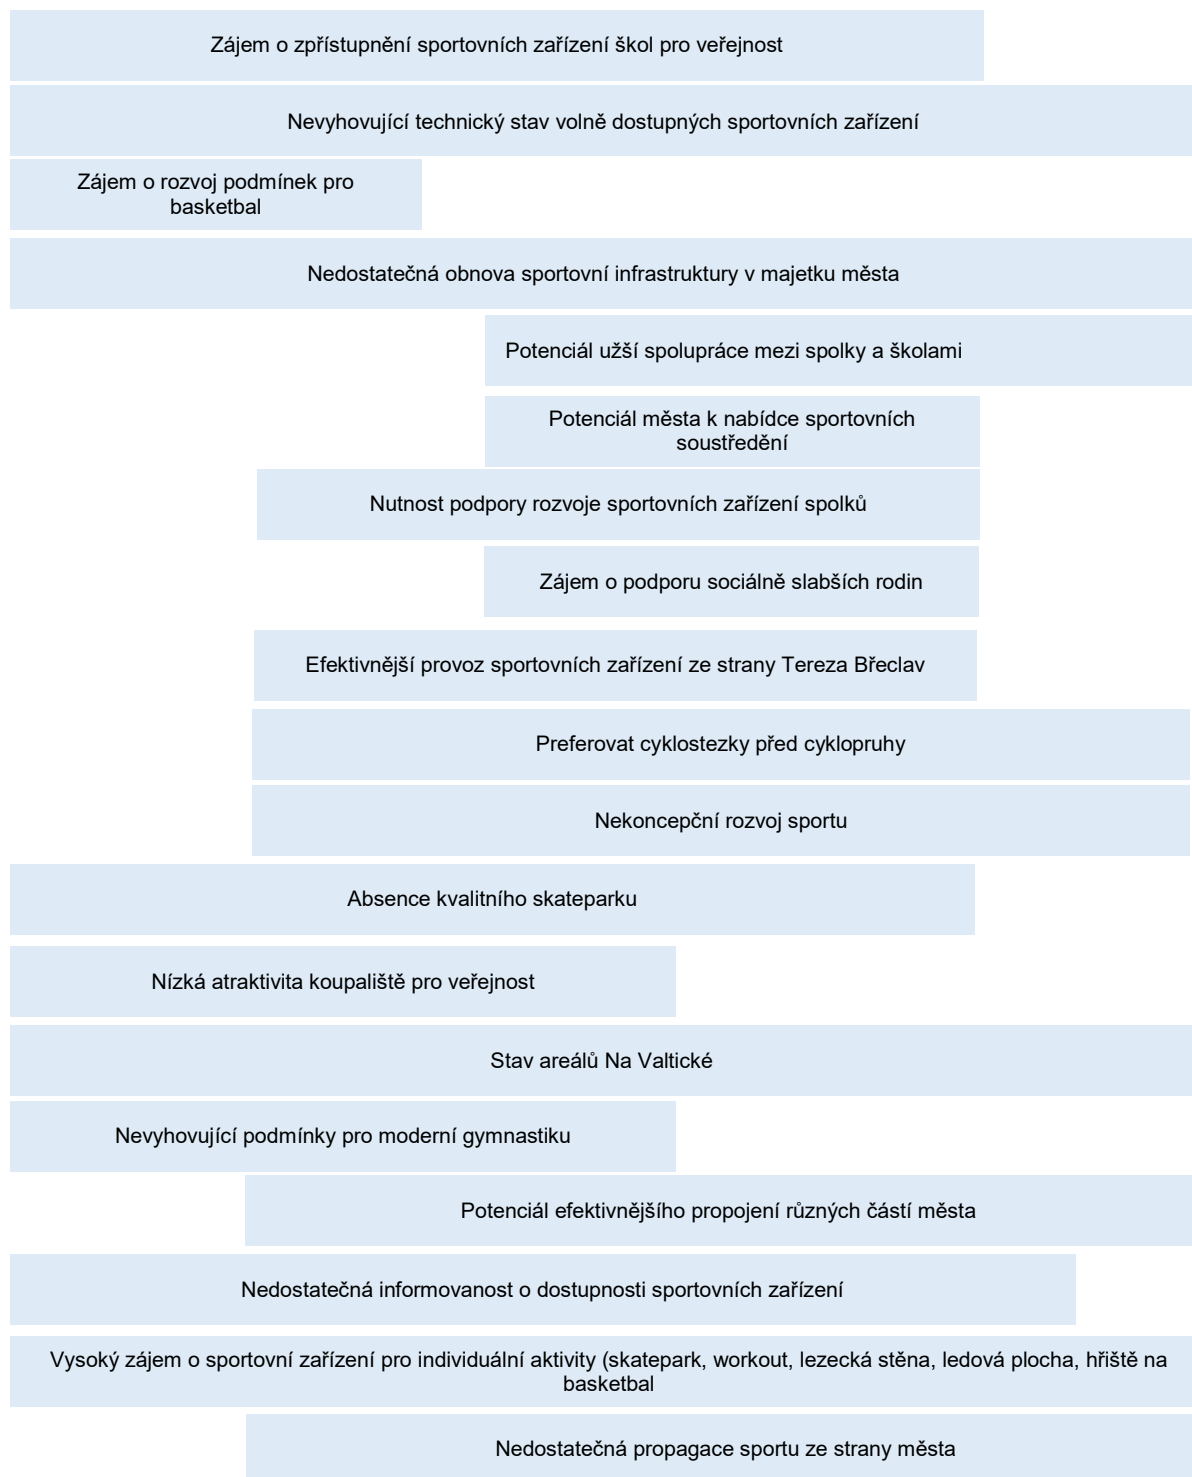 Zájem o zpřístupnění sportovních zařízení škol pro veřejnost
Nevyhovující technický stav volně dostupných sportovních zařízení
Zájem o rozvoj podmínek pro
basketbal
Nedostatečná obnova sportovní infrastruktury v majetku města
Potenciál užší spolupráce mezi spolky a školami
Potenciál města k nabídce sportovních
soustředění
Nutnost podpory rozvoje sportovních zařízení spolků
Zájem o podporu sociálně slabších rodin
Efektivnější provoz sportovních zařízení ze strany Tereza Břeclav
Preferovat cyklostezky před cyklopruhy
Nekoncepční rozvoj sportu
Absence kvalitního skateparku
Nízká atraktivita koupaliště pro veřejnost
Stav areálů Na Valtické
Nevyhovující podmínky pro moderní gymnastiku
Potenciál efektivnějšího propojení různých částí města
Nedostatečná informovanost o dostupnosti sportovních zařízení
Vysoký zájem o sportovní zařízení pro individuální aktivity (skatepark, workout, lezecká stěna, ledová plocha, hřiště na
basketbal
Nedostatečná propagace sportu ze strany města